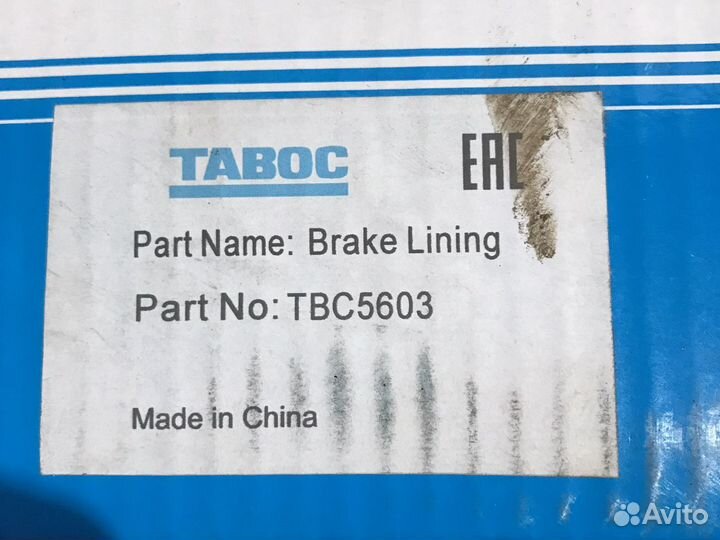 TABOC
EAC
Part Name: Brake Lining
Part No: TBC5603
Made in China
Avito